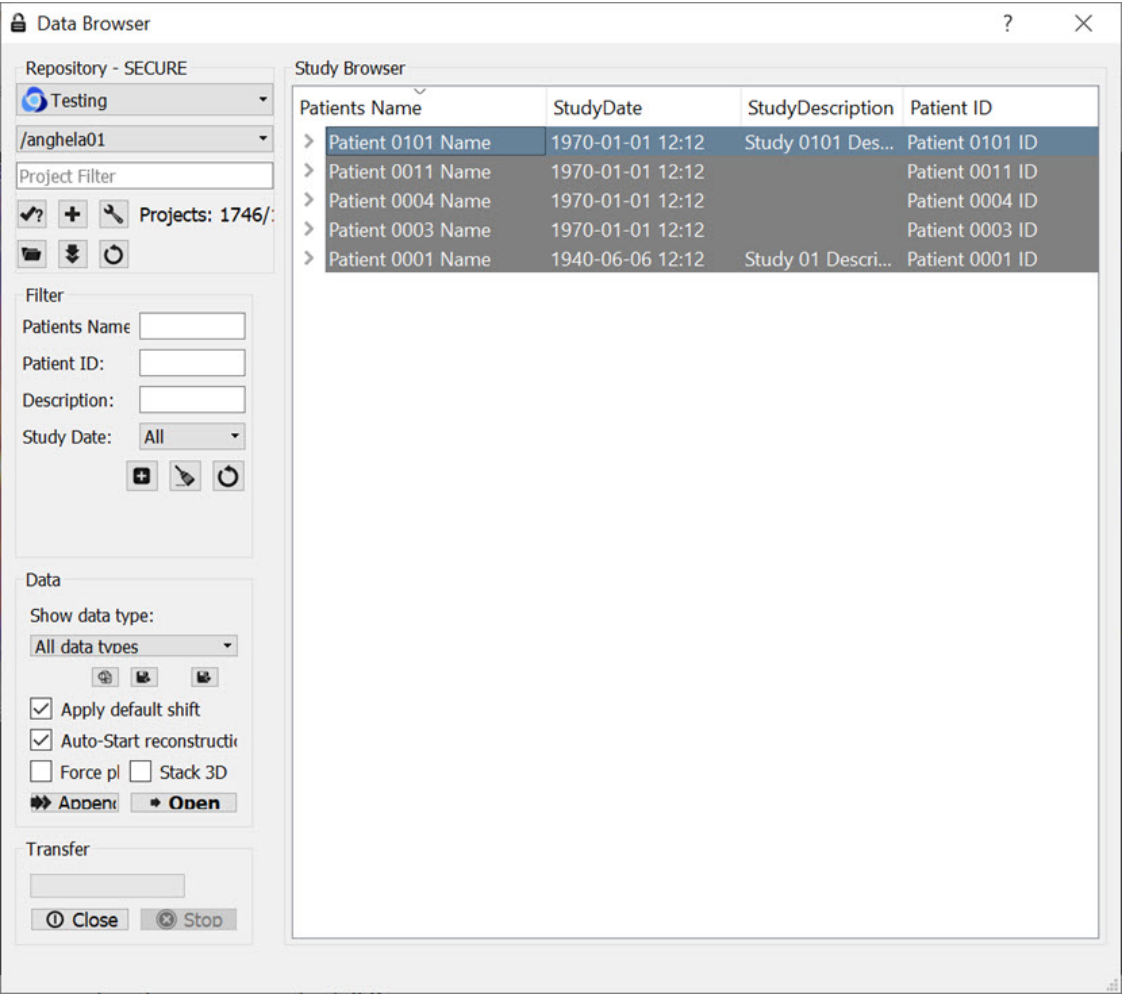 Data Browser ?
Repository - SECURE
Testing
/anghela01
Project Filter
? Projects: 1746/
Filter
Patients Name
Patient ID:
Description:
Study Date: All
Data
Show data type:
All data types
Apply default shift
Auto-Start reconstructi
Force pl Stack 3D
Append Open
Transfer
Close Stop
Study Browser
Patients Name StudyDate StudyDescription Patient ID
Patient 0101 Name 1970-01-01 12:12 Study 0101 Des... Patient 0101 ID
Patient 0011 Name 1970-01-01 12:12 Patient 0011 ID
Patient 0004 Name 1970-01-01 12:12 Patient 0004 ID
Patient 0003 Name 1970-01-01 12:12 Patient 0003 ID
Patient 0001 Name 1940-06-06 12:12 Study 01 Descri... Patient 0001 ID